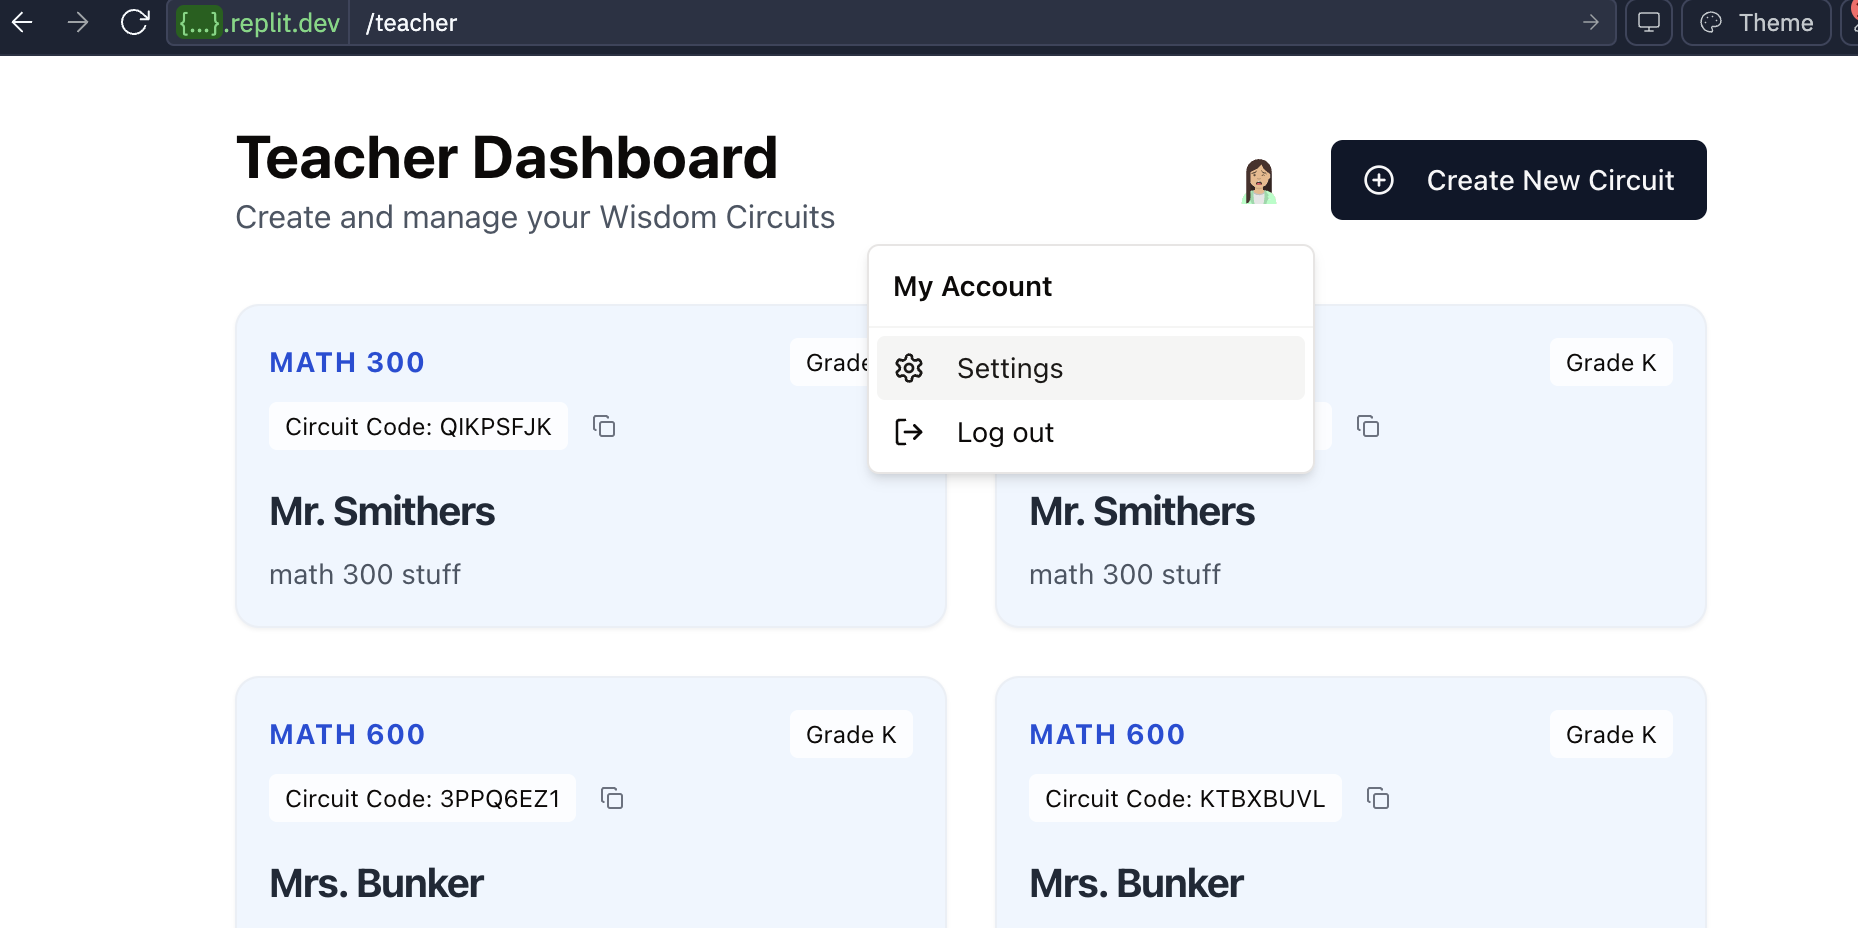 {...}.replit.dev /teacher Theme
Teacher Dashboard
Create and manage your Wisdom Circuits
Create New Circuit
My Account
Settings
Log out
MATH 300
Grade
Circuit Code: QIKPSFJK
Mr. Smithers
math 300 stuff
Grade K
Mr. Smithers
math 300 stuff
MATH 600
Grade K
Circuit Code: 3PPQ6EZ1
Mrs. Bunker
MATH 600
Grade K
Circuit Code: KTBXBUVL
Mrs. Bunker